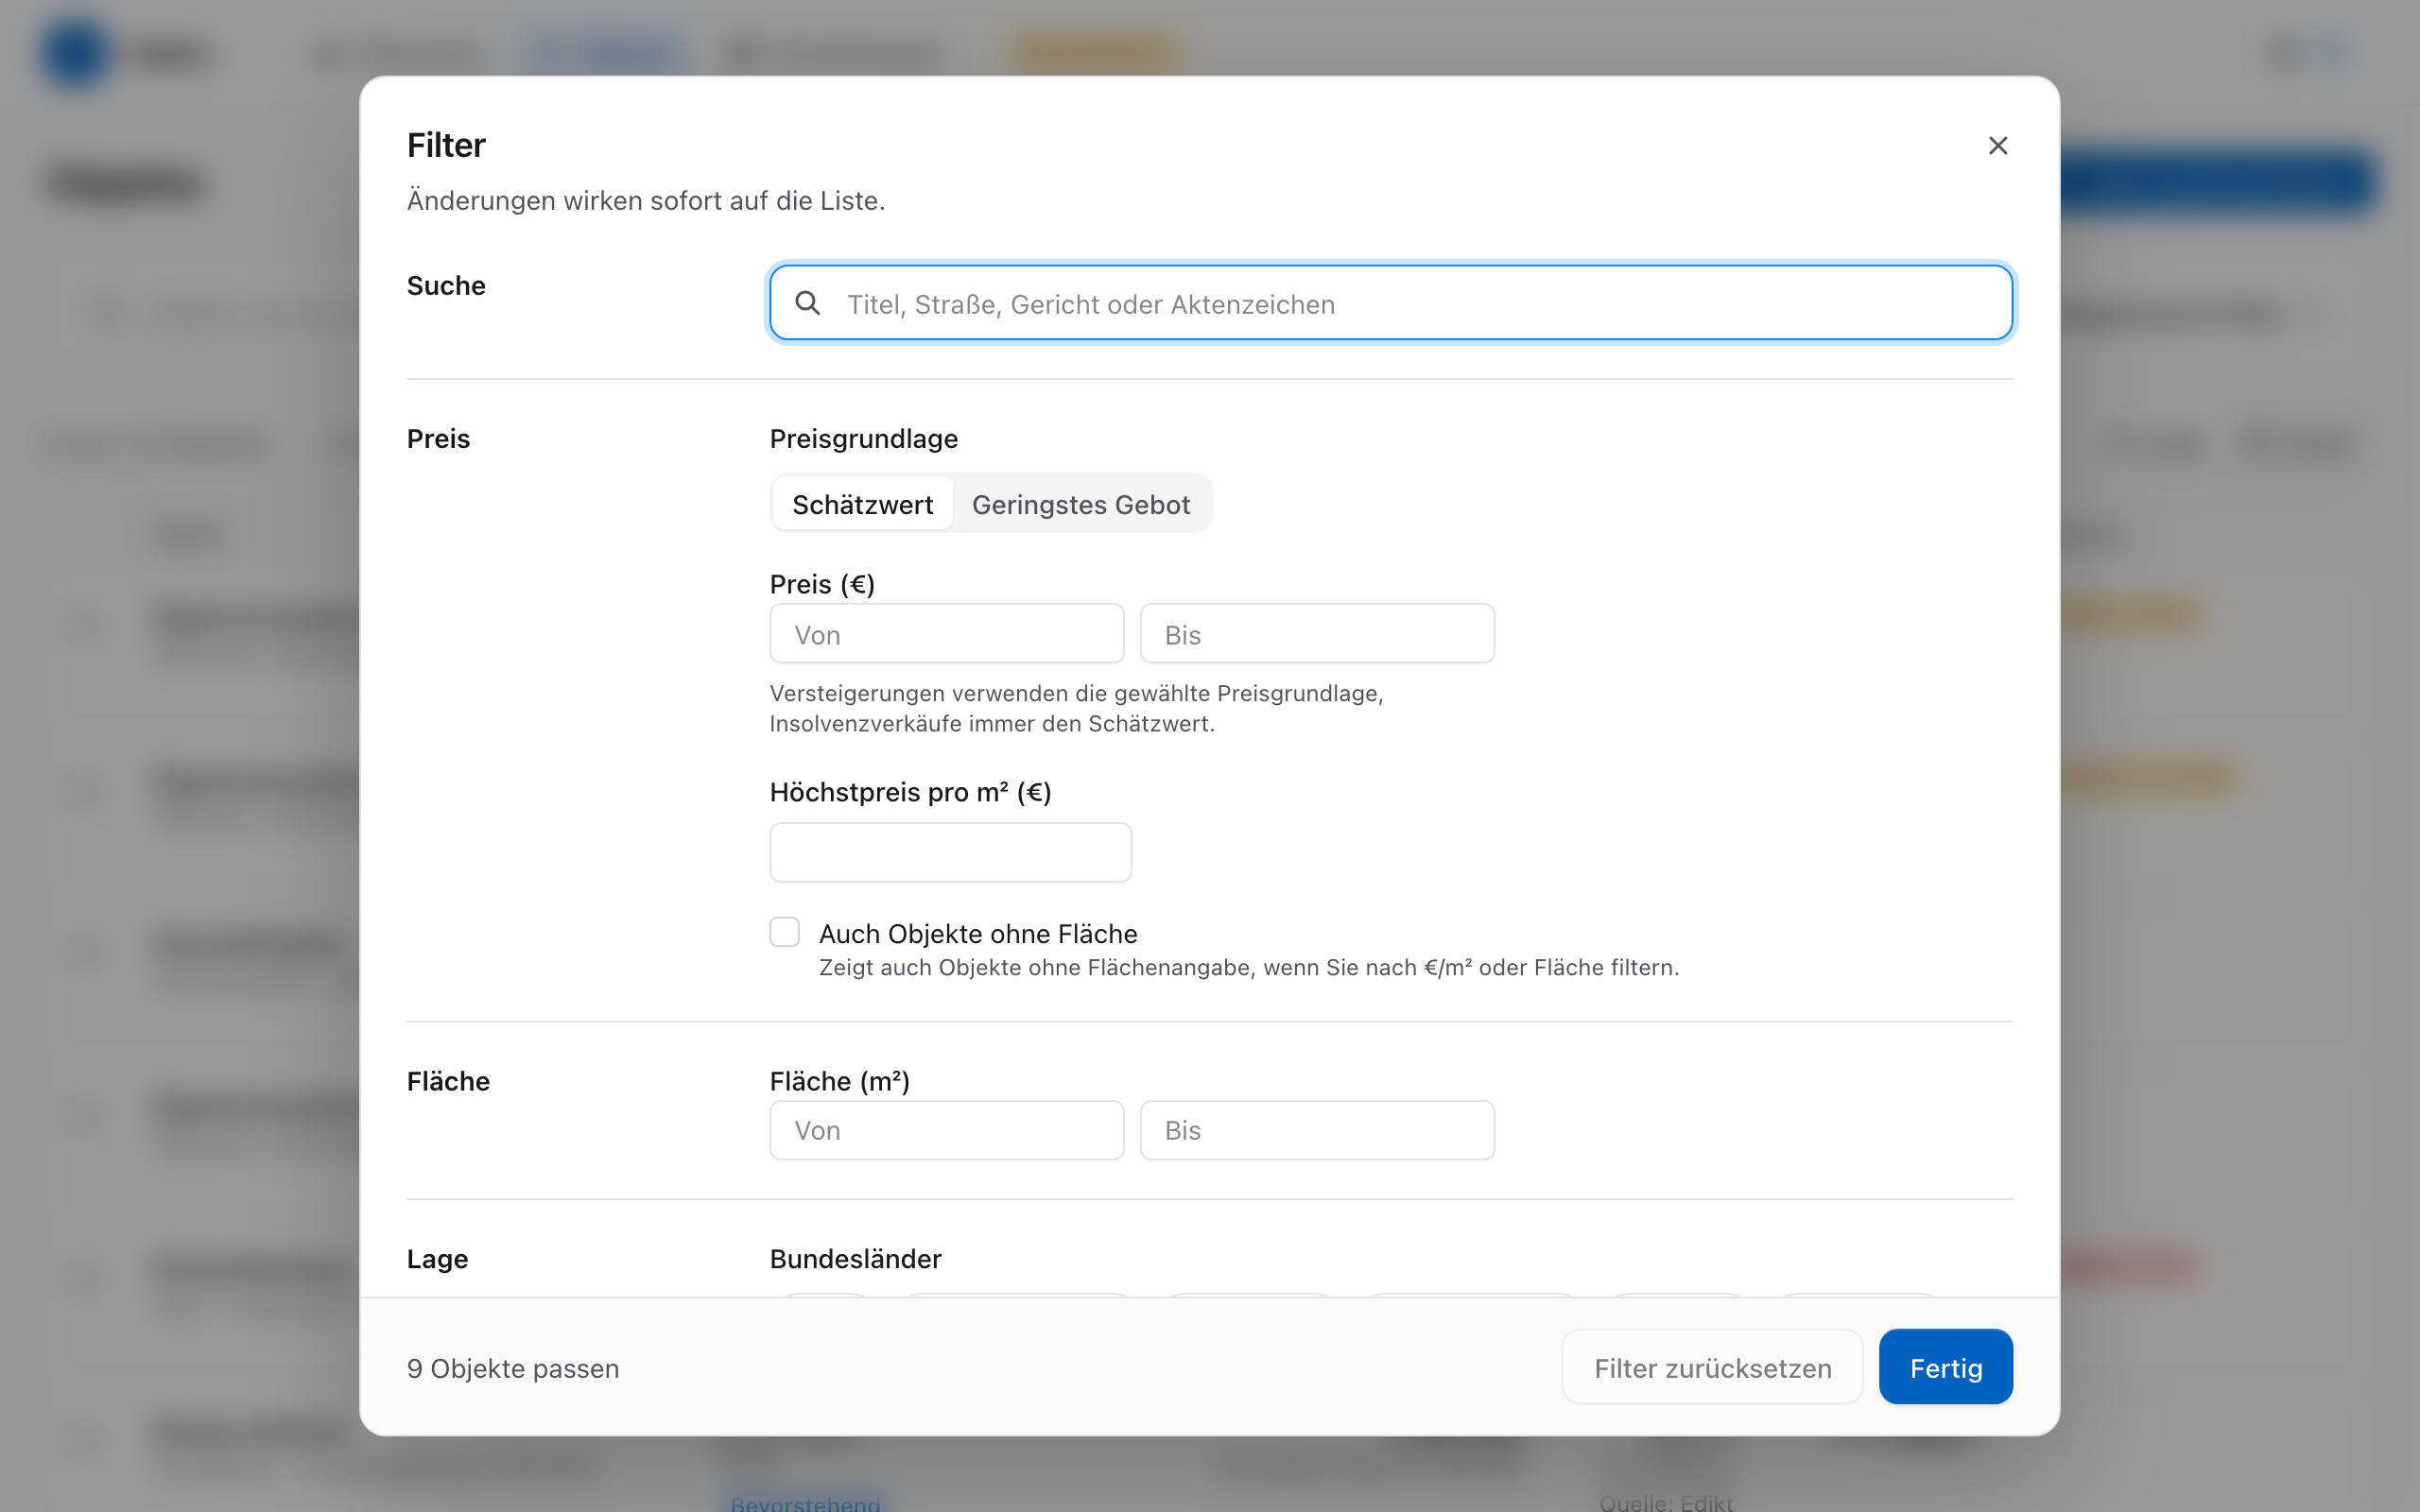 Filter
Änderungen wirken sofort auf die Liste.
Suche
Titel, Straße, Gericht oder Aktenzeichen
Preis
Preisgrundlage
Schätzwert
Geringstes Gebot
Preis (€)
Von
Bis
Versteigerungen verwenden die gewählte Preisgrundlage,
Insolvenzverkäufe immer den Schätzwert.
Höchstpreis pro m² (€)
Auch Objekte ohne Fläche
Zeigt auch Objekte ohne Flächenangabe, wenn Sie nach €/m² oder Fläche filtern.
Fläche
Fläche (m²)
Von
Bis
Lage
Bundesländer
9 Objekte passen
Filter zurücksetzen
Fertig
Bevorstehend
Quelle: Edikt